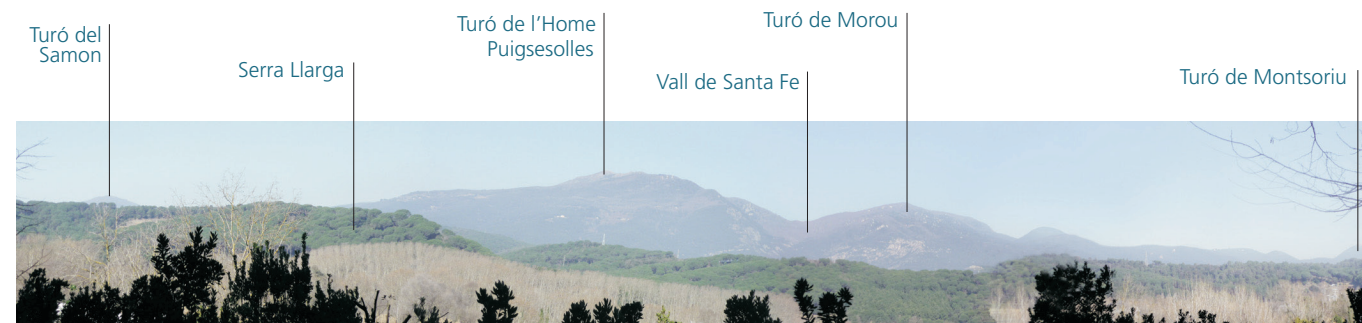 Turó del
Samon
Serra Llarga
Turó de l’Home
Puigsesolles
Vall de Santa Fe
Turó de Morou
Turó de Montsoriu